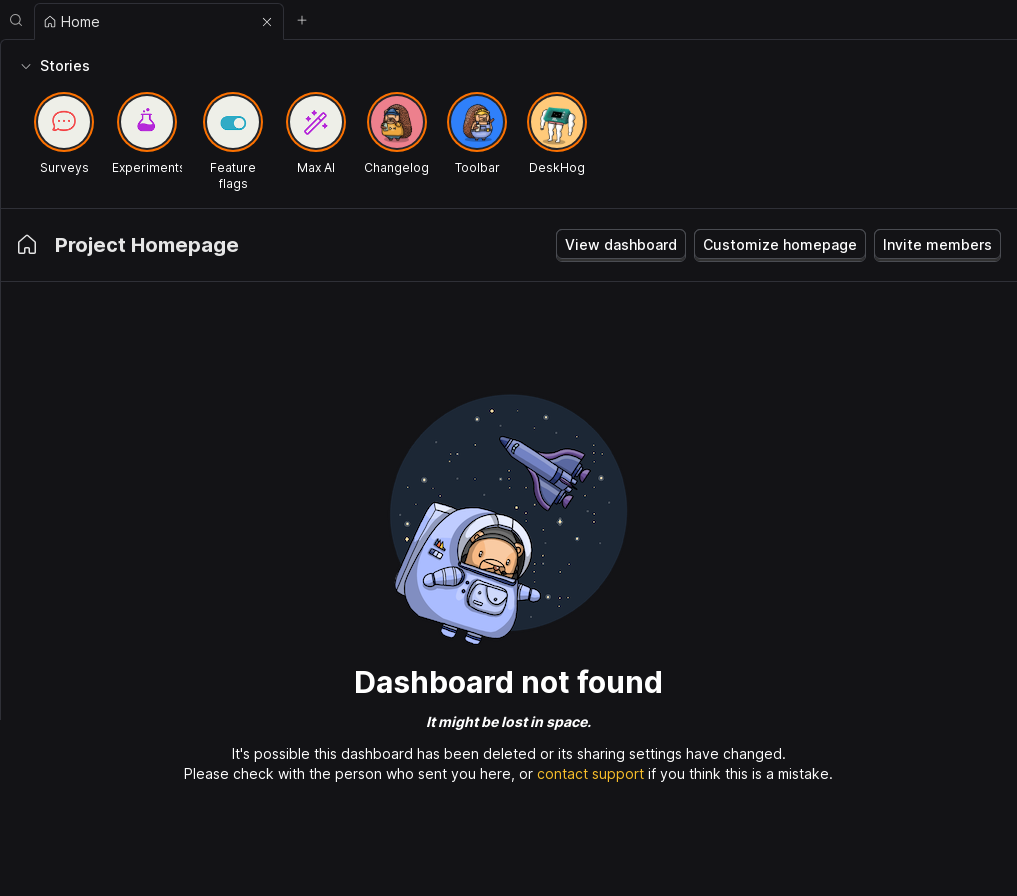 Home
Stories
Surveys
Experiments
Feature
flags
Max AI
Changelog
Toolbar
DeskHog
Project Homepage
View dashboard
Customize homepage
Invite members
Dashboard not found
It might be lost in space.
It's possible this dashboard has been deleted or its sharing settings have changed.
Please check with the person who sent you here, or contact support if you think this is a mistake.